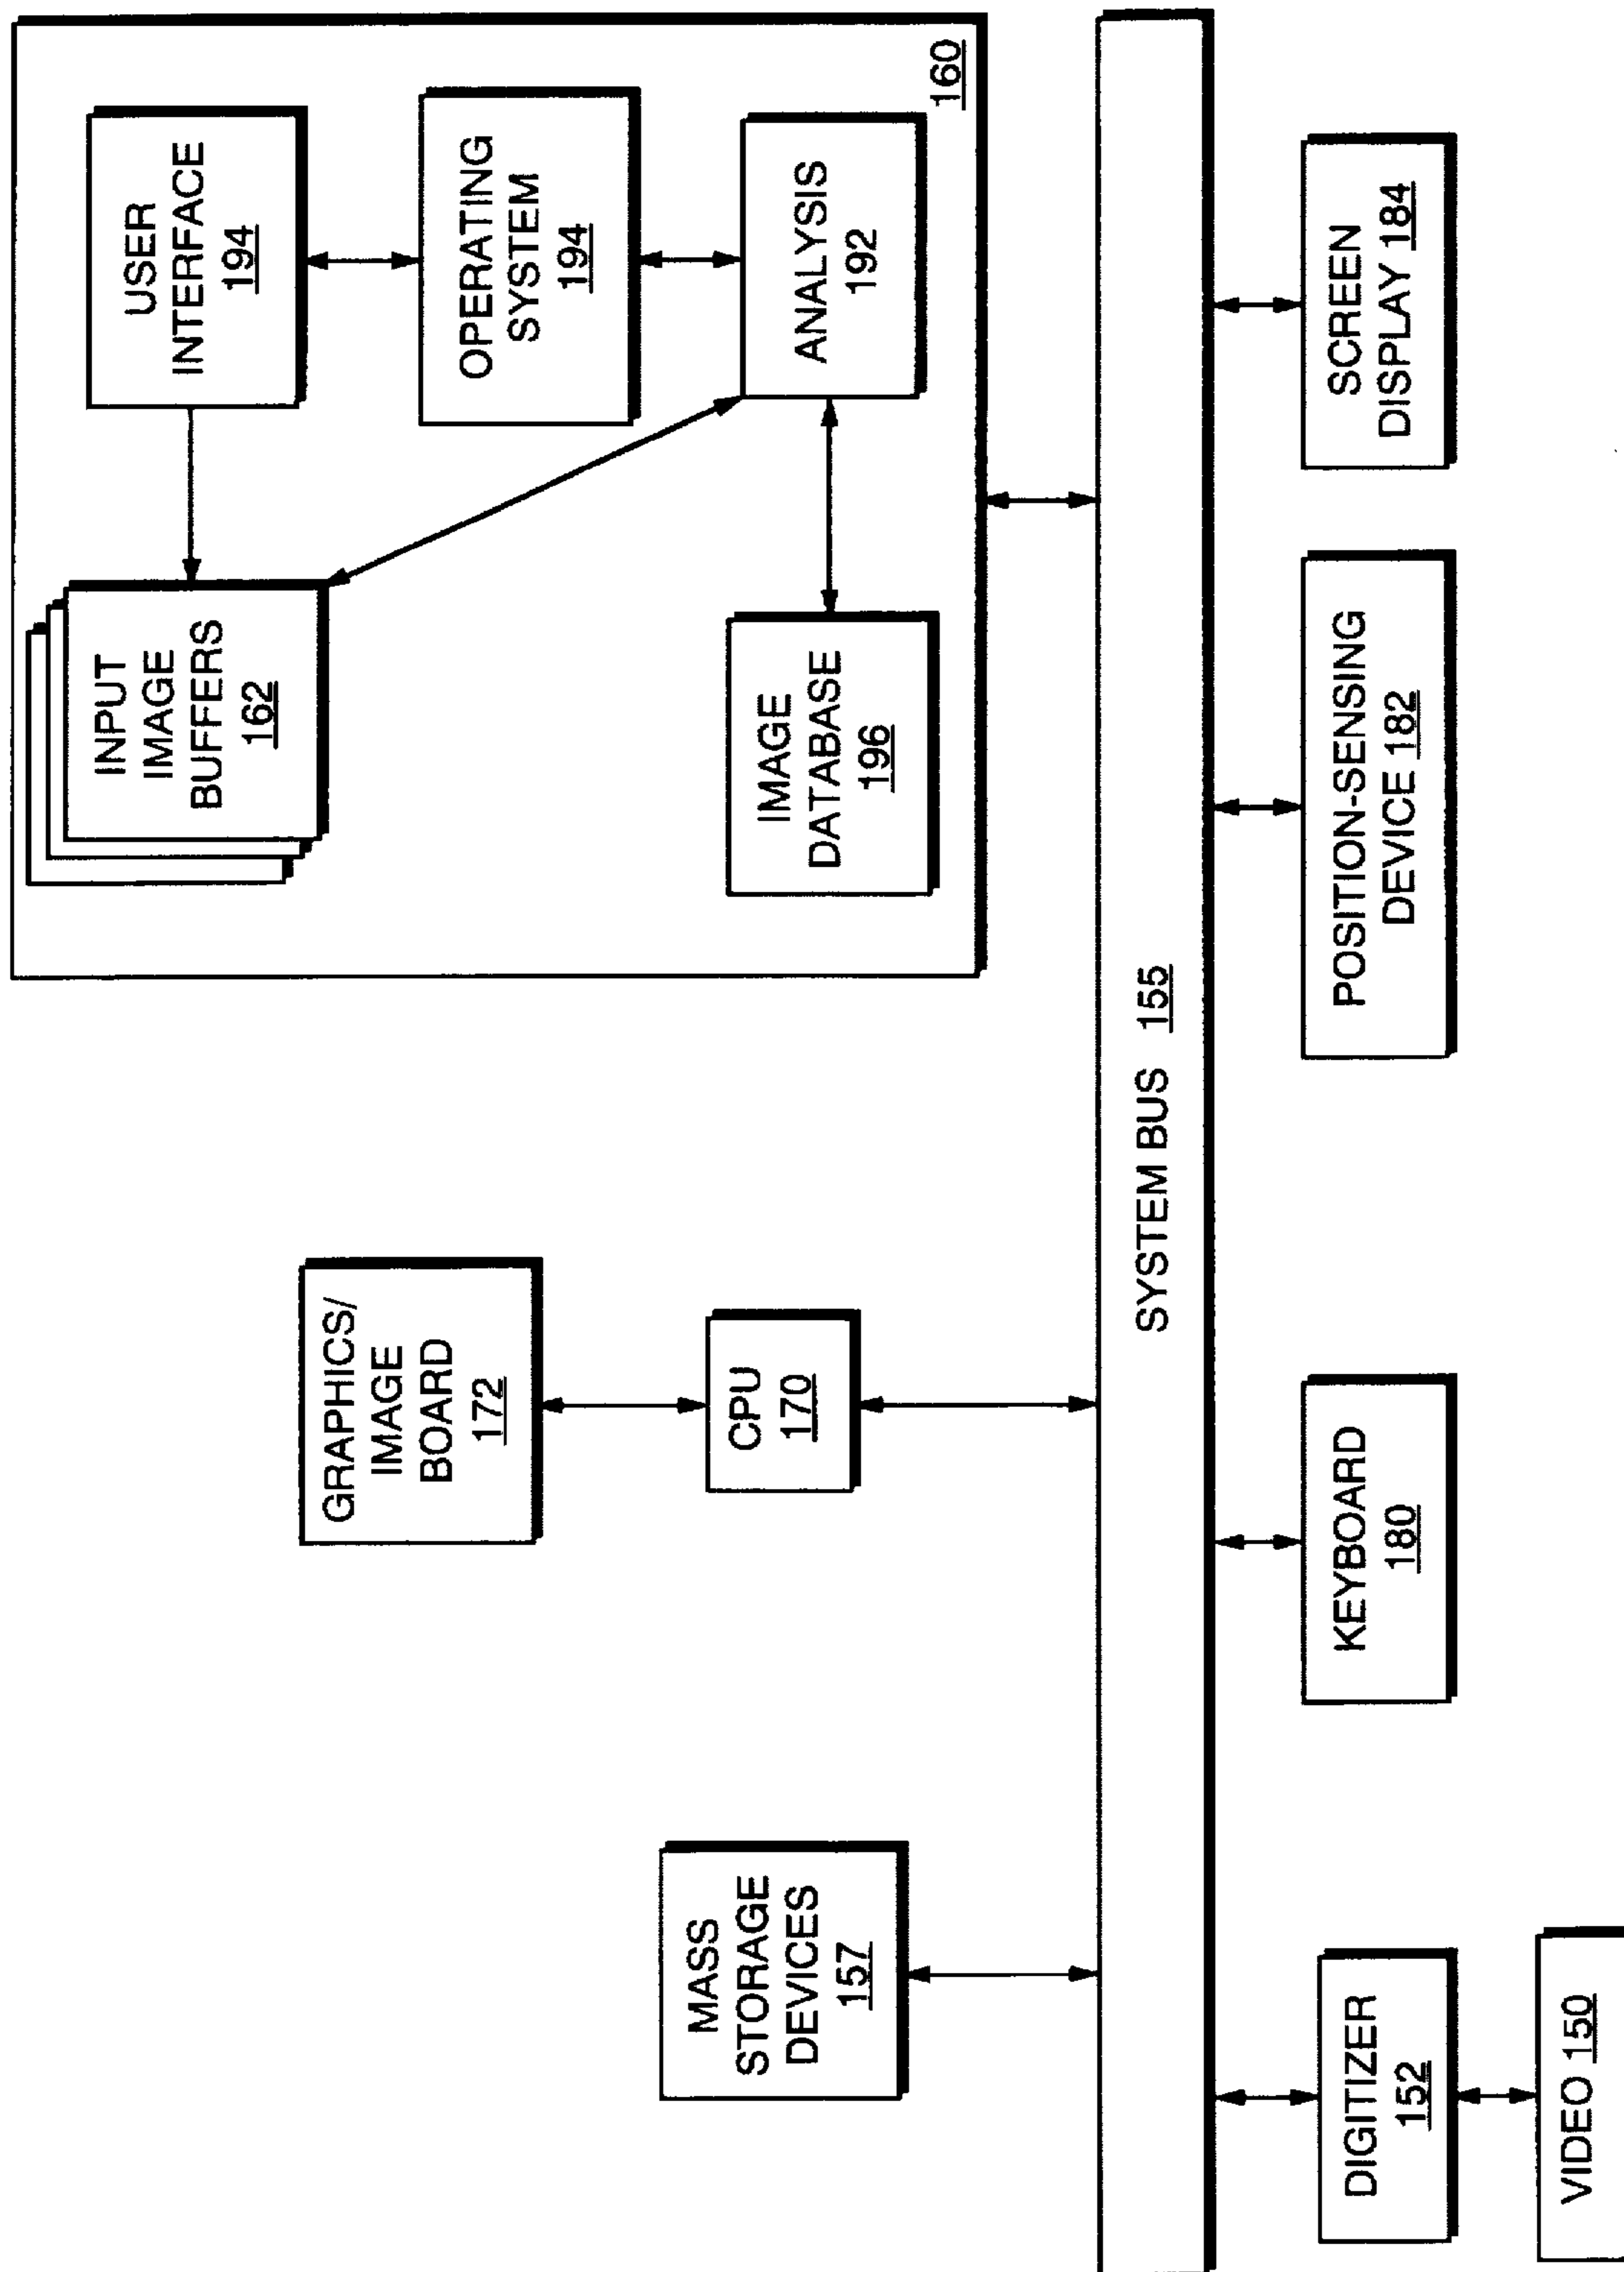 MASS
STORAGE
DEVICES
157
GRAPHICS/
IMAGE
BOARD
172
CPU
170
INPUT
IMAGE
BUFFERS
162
USER
INTERFACE
194
OPERATING
SYSTEM
194
IMAGE
DATABASE
196
ANALYSIS
192
160
SYSTEM BUS 155
DIGITIZER
152
VIDEO 150
KEYBOARD
180
POSITION-SENSING
DEVICE 182
SCREEN
DISPLAY 184